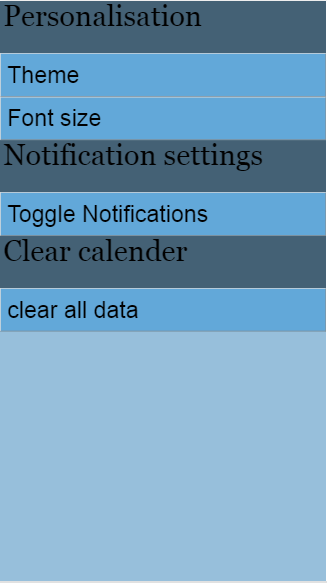 Personalisation
Theme
Font size
Notification settings
Toggle Notifications
Clear calender
clear all data